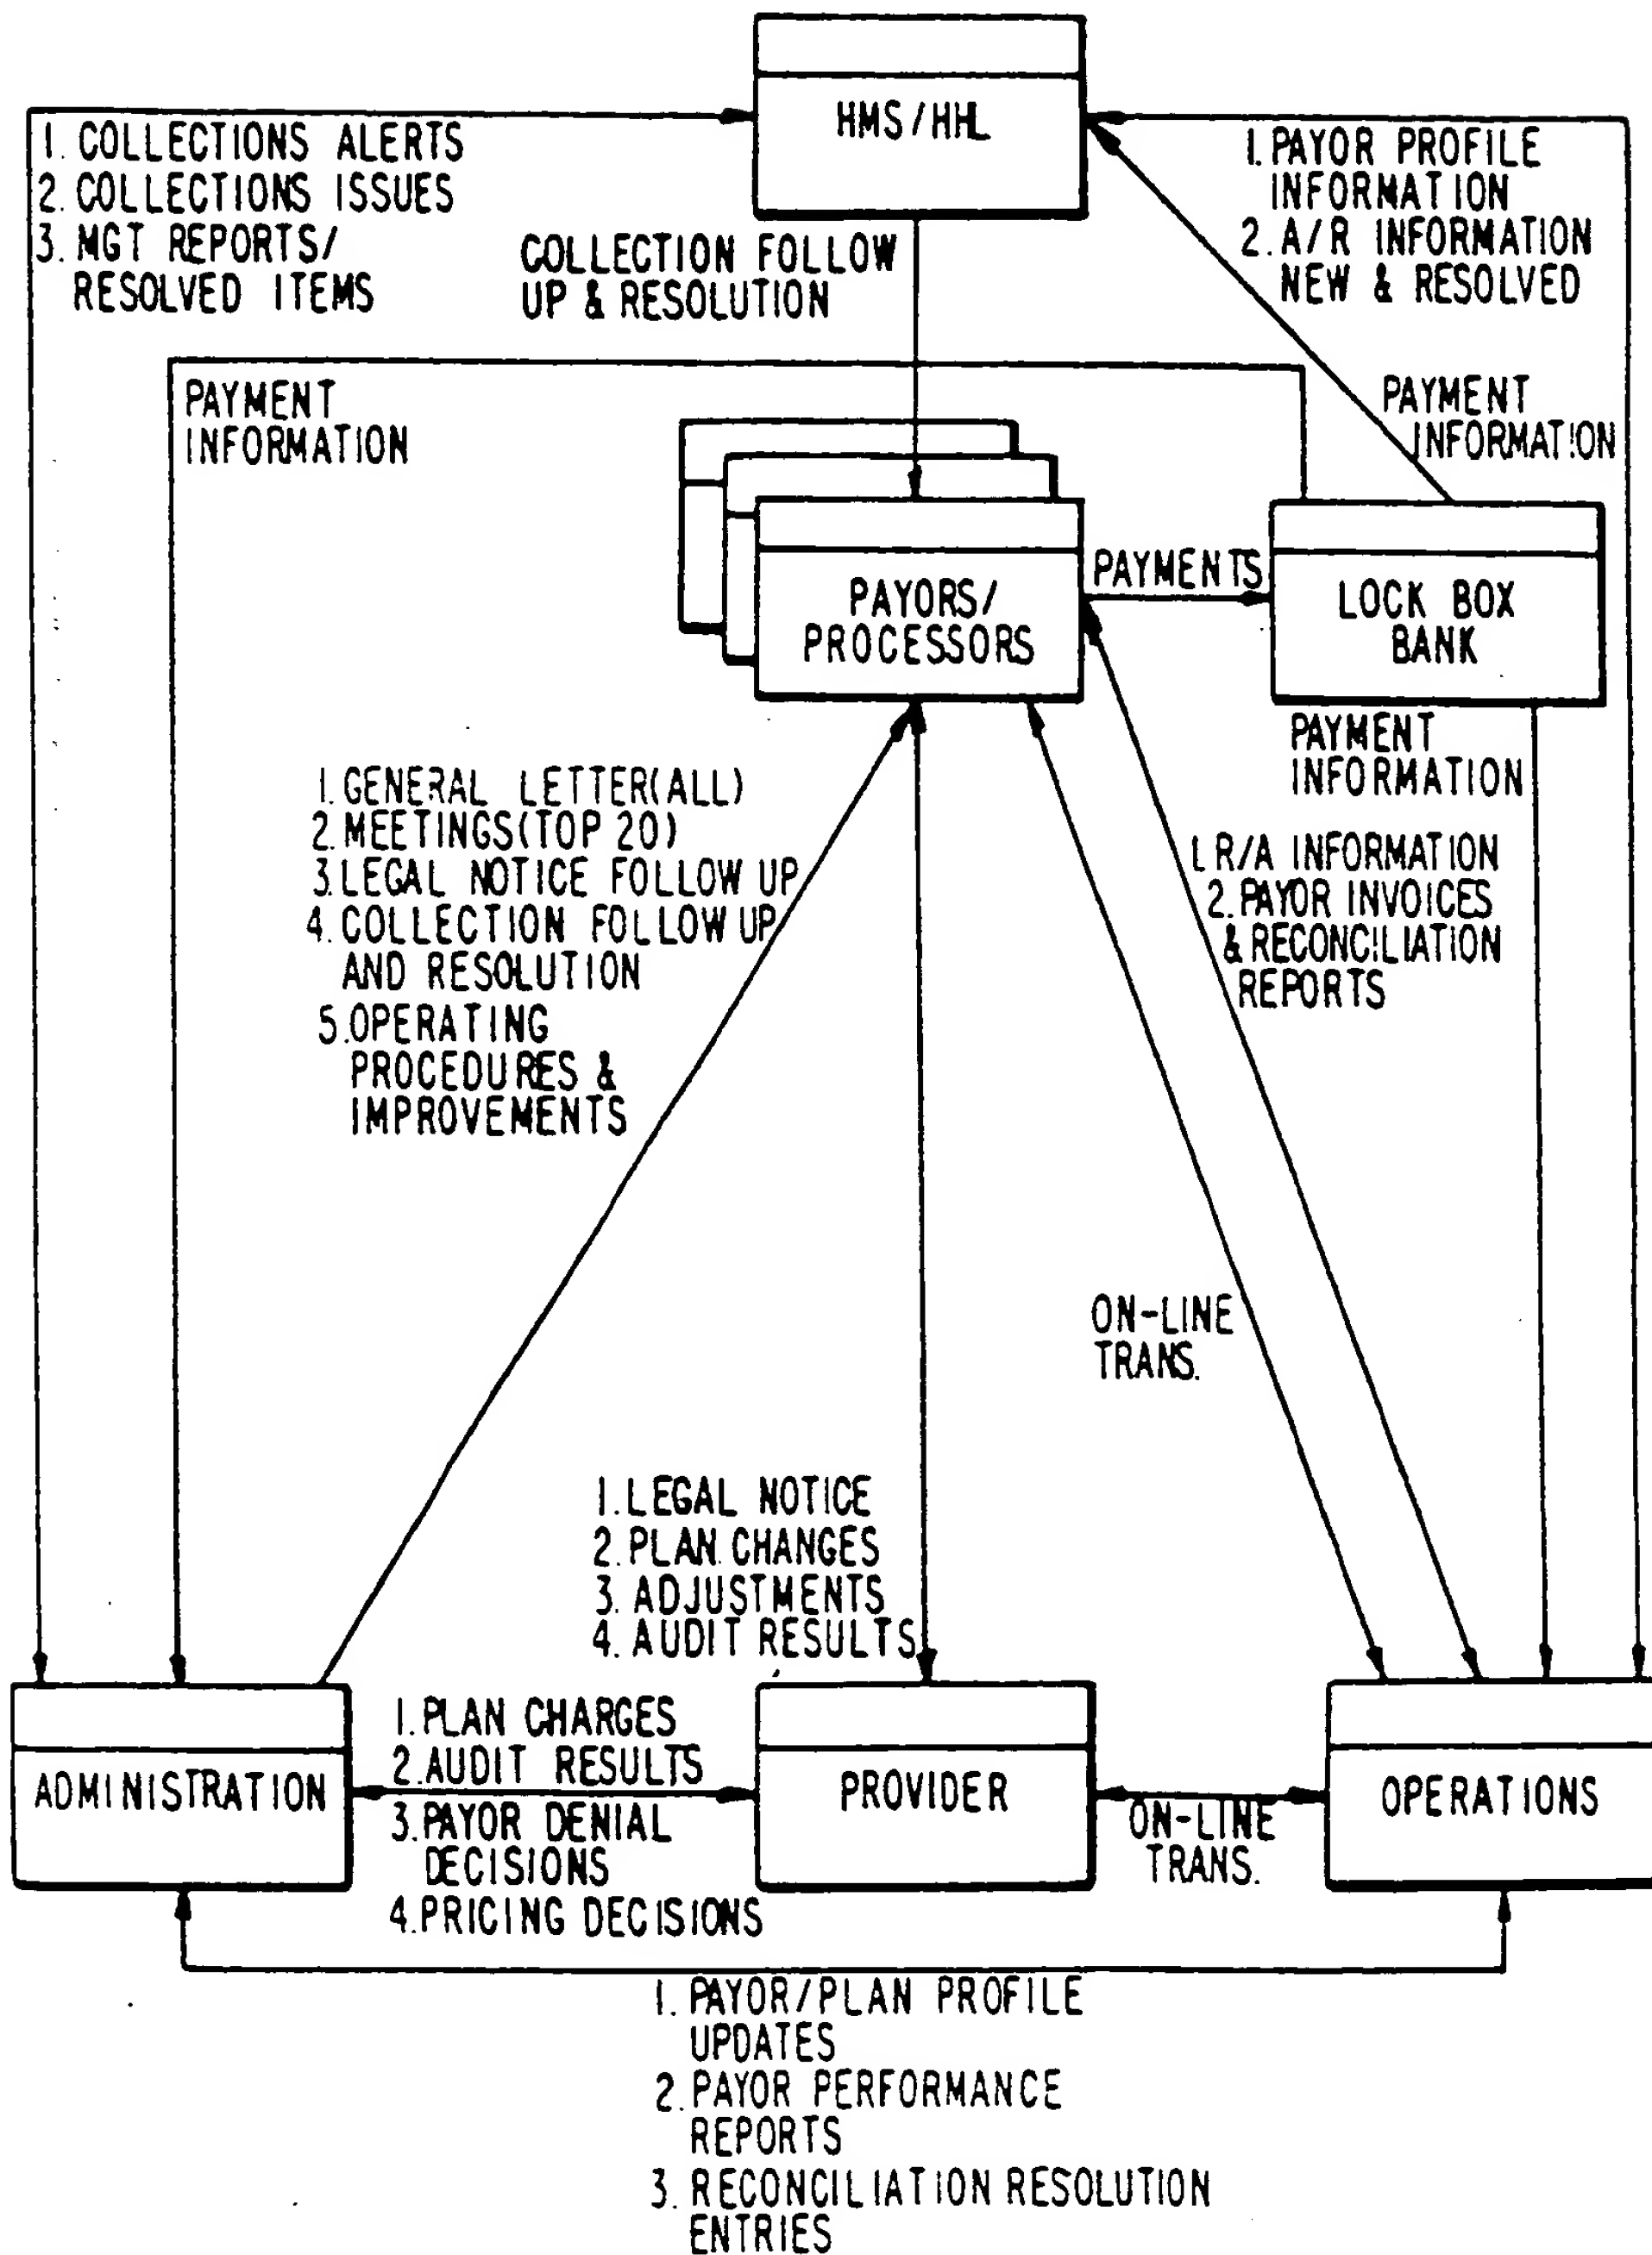 HMS/HHL
1. COLLECTIONS ALERTS
2. COLLECTIONS ISSUES
3. MGT REPORTS/
RESOLVED ITEMS
COLLECTION FOLLOW
UP & RESOLUTION
1. PAYOR PROFILE
INFORMATION
2. A/R INFORMATION
NEW & RESOLVED
PAYMENT
INFORMATION
PAYMENT
INFORMATION
PAYORS/
PROCESSORS
PAYMENTS
LOCK BOX
BANK
PAYMENT
INFORMATION
1. GENERAL LETTER(ALL)
2. MEETINGS(TOP 20)
3. LEGAL NOTICE FOLLOW UP
4. COLLECTION FOLLOW UP
AND RESOLUTION
5. OPERATING
PROCEDURES &
IMPROVEMENTS
1. R/A INFORMATION
2. PAYOR INVOICES
& RECONCILIATION
REPORTS
ON-LINE
TRANS.
1. LEGAL NOTICE
2. PLAN CHANGES
3. ADJUSTMENTS
4. AUDIT RESULTS
ADMINISTRATION
1. PLAN CHARGES
2. AUDIT RESULTS
3. PAYOR DENIAL
DECISIONS
4. PRICING DECISIONS
PROVIDER
ON-LINE
TRANS.
OPERATIONS
1. PAYOR/PLAN PROFILE
UPDATES
2. PAYOR PERFORMANCE
REPORTS
3. RECONCILIATION RESOLUTION
ENTRIES